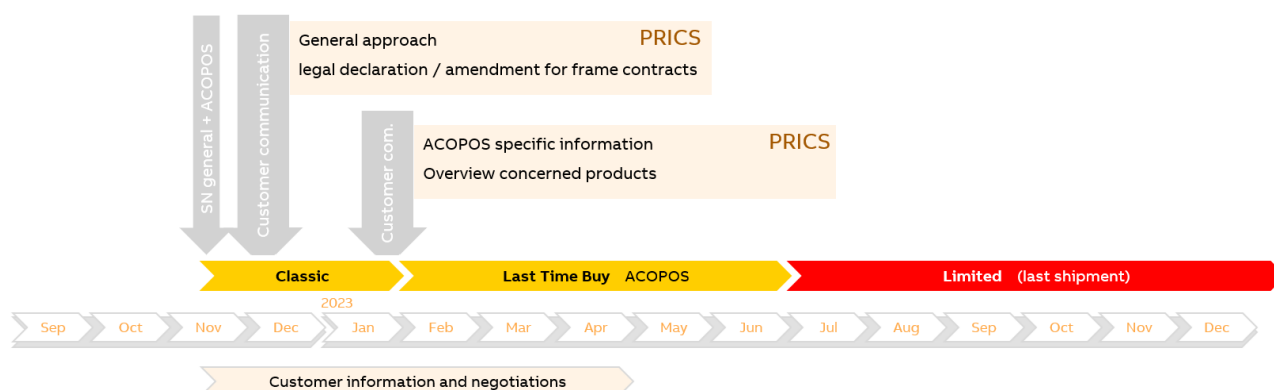 SN general + ACOPOS
Customer communication
General approach
PRICS
legal declaration / amendment for frame contracts
Customer com.
ACOPOS specific information
PRICS
Overview concerned products
Classic
Last Time Buy ACOPOS
Limited (last shipment)
2023
Sep Oct Nov Dec Jan Feb Mar Apr May Jun Jul Aug Sep Oct Nov Dec
Customer information and negotiations